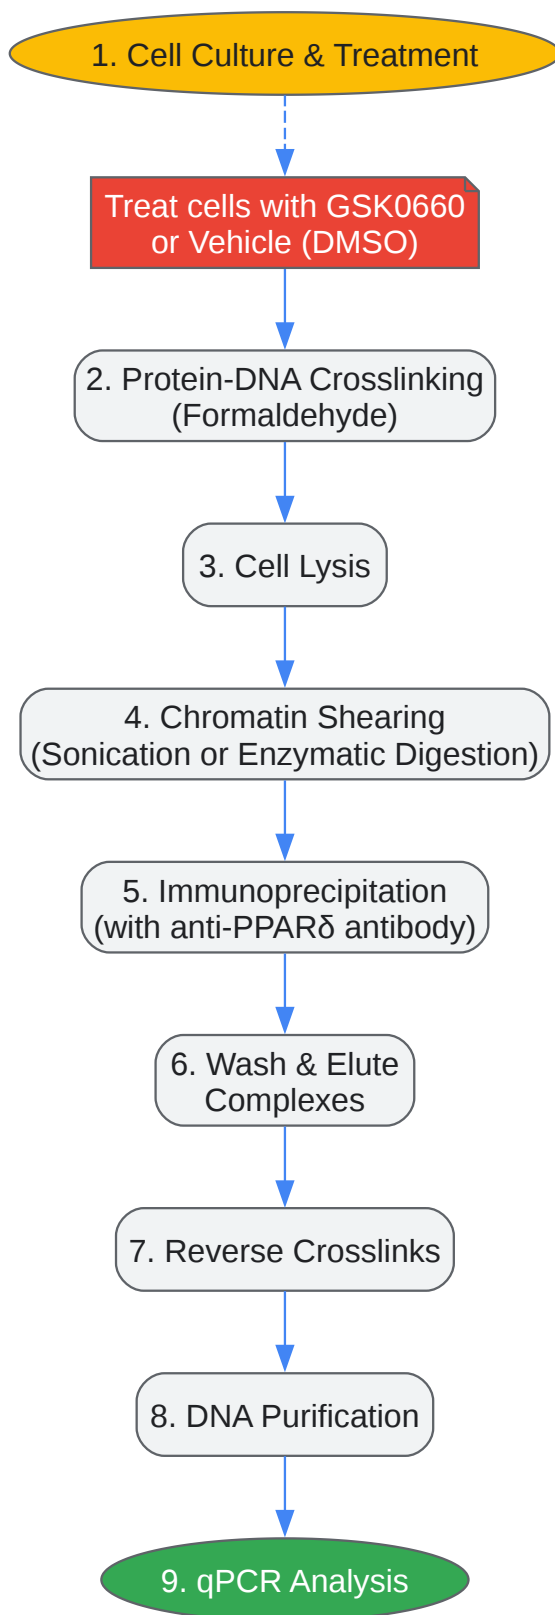 1. Cell Culture & Treatment
Treat cells with GSK0660
or Vehicle (DMSO)
2. Protein-DNA Crosslinking
(Formaldehyde)
3. Cell Lysis
4. Chromatin Shearing
(Sonication or Enzymatic Digestion)
5. Immunoprecipitation
(with anti-PPARδ antibody)
6. Wash & Elute
Complexes
7. Reverse Crosslinks
8. DNA Purification
9. qPCR Analysis